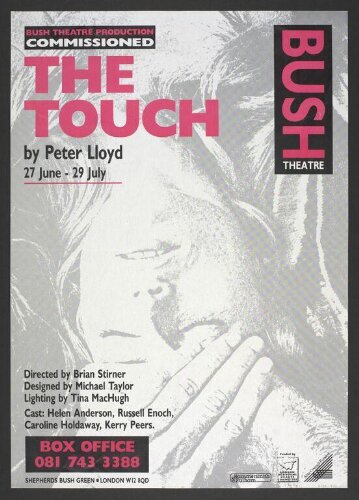 BUSH THEATRE PRODUCTION
COMMISSIONED
THE
TOUCH
by Peter Lloyd
27 June - 29 July
BUSH
THEATRE
Directed by Brian Stirner
Designed by Michael Taylor
Lighting by Tina MacHugh
Cast: Helen Anderson, Russell Enoch,
Caroline Holdaway, Kerry Peers.
BOX OFFICE
081 743 3388
SHEPHERDS BUSH GREEN LONDON W12 8QD